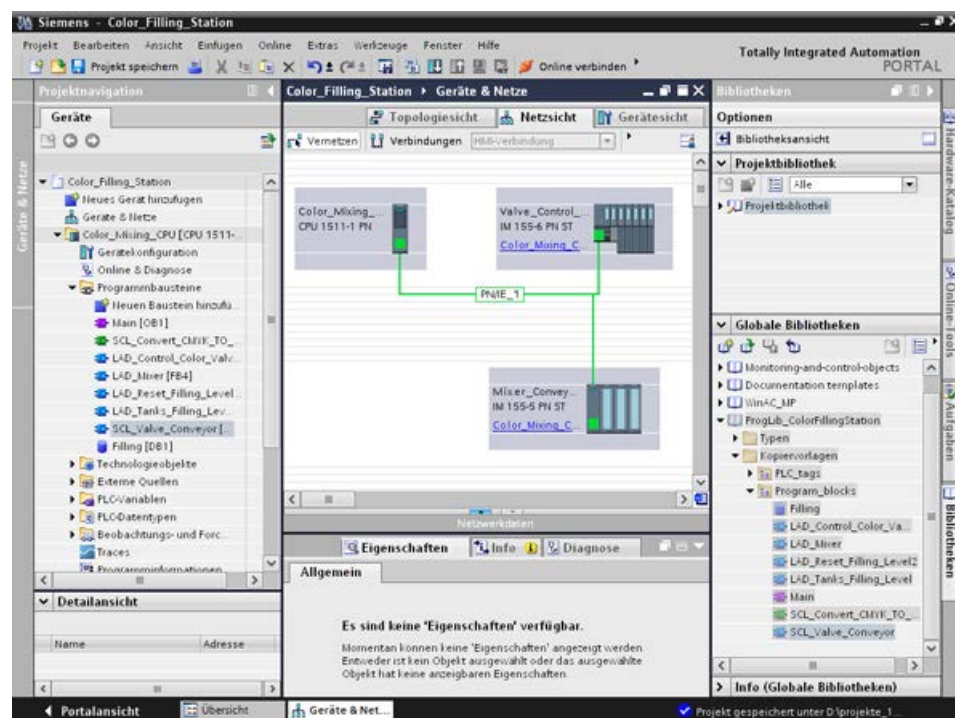 Siemens - Color_Filling_Station
Projekt Bearbeiten Ansicht Einfügen Online Extras Werkzeuge Fenster Hilfe
Totally Integrated Automation
PORTAL
Projekt speichern
Online verbinden
Projektnavigation
Geräte
Geräte & Netze
Color_Filling_Station
Neues Gerät hinzufügen
Geräte & Netze
Color_Mixing_CPU [CPU 1511-...
Gerätekonfiguration
Online & Diagnose
Programmbausteine
Neuen Baustein hinzufü...
Main [OB1]
SCL_Convert_CMYK_TO_...
LAD_Control_Color_Valv...
LAD_Mixer [FB4]
LAD_Reset_Filling_Level...
LAD_Tanks_Filling_Lev...
SCL_Valve_Conveyor [...
Filling [DB1]
Technologieobjekte
Externe Quellen
PLC-Variablen
PLC-Datentypen
Beobachtungs- und Forc...
Traces
Programminformationen
Detailansicht
Name Adresse
Color_Filling_Station Geräte & Netze
Topologiesicht Netzsicht Gerätesicht
Vernetzen Verbindungen HMI-Verbindung
Color_Mixing_...
CPU 1511-1 PN
Valve_Control_...
IM 155-6 PN ST
Color_Mixing_C...
PN/IE_1
Mixer_Convey...
IM 155-5 PN ST
Color_Mixing_C...
Netzwerkdaten
Eigenschaften Info Diagnose
Allgemein
Es sind keine 'Eigenschaften' verfügbar.
Momentan können keine 'Eigenschaften' angezeigt werden.
Entweder ist kein Objekt ausgewählt oder das ausgewählte
Objekt hat keine anzeigbaren Eigenschaften.
Bibliotheken
Optionen
Bibliotheksansicht
Projektbibliothek
Alle
Projektbibliothek
Globale Bibliotheken
Monitoring-and-control-objects
Documentation templates
WinAC_MP
ProgLib_ColorFillingStation
Typen
Kopiervorlagen
PLC_tags
Program_blocks
Filling
LAD_Control_Color_Va...
LAD_Mixer
LAD_Reset_Filling_Level2
LAD_Tanks_Filling_Level
Main
SCL_Convert_CMYK_TO_...
SCL_Valve_Conveyor
Info (Globale Bibliotheken)
Hardware-Katalog
Online-Tools
Aufgaben
Bibliotheken
Portalansicht Übersicht Geräte & Net...
Projekt gespeichert unter D:\projekte_1...